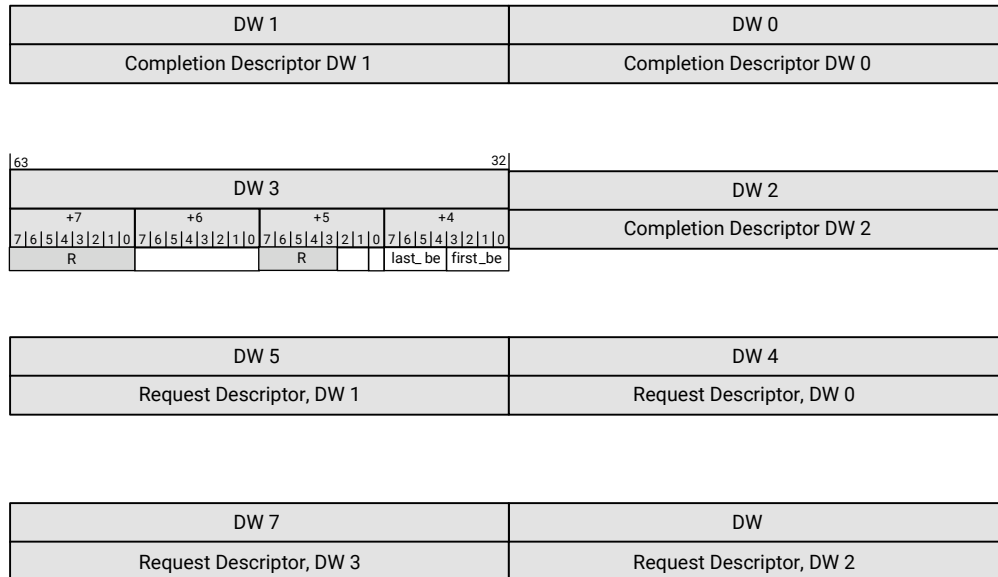 DW 1 DW 0
Completion Descriptor DW 1 Completion Descriptor DW 0
63 32
DW 3 DW 2
+7 +6 +5 +4
Completion Descriptor DW 2
7 6 5 4 3 2 1 0 7 6 5 4 3 2 1 0 7 6 5 4 3 2 1 0 7 6 5 4 3 2 1 0
R R last_ be first_be
DW 5 DW 4
Request Descriptor, DW 1 Request Descriptor, DW 0
DW 7 DW
Request Descriptor, DW 3 Request Descriptor, DW 2